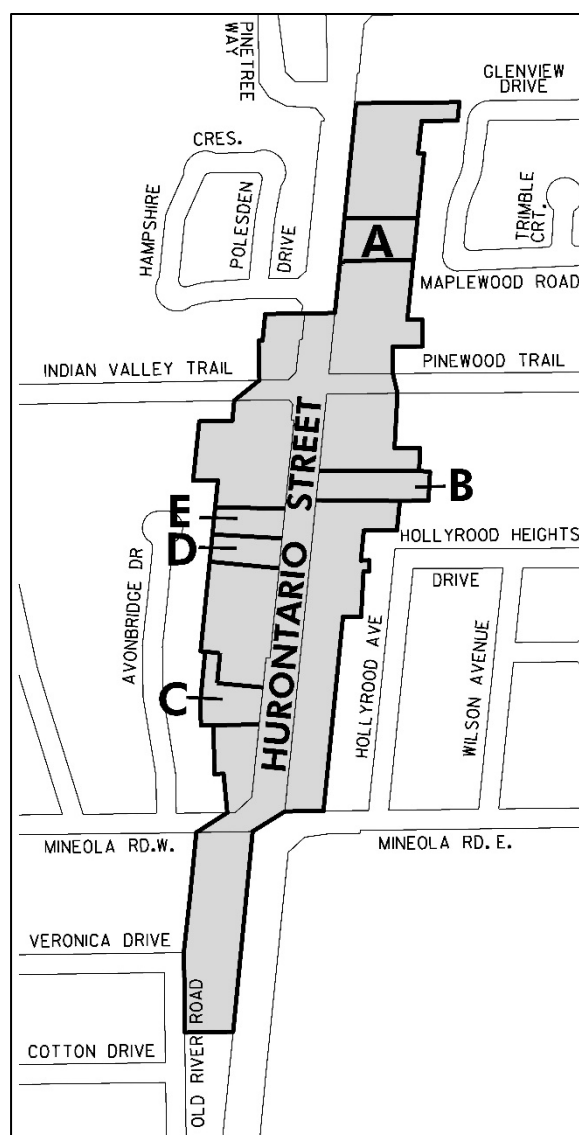 PINETREE
WAY
GLENVIEW
DRIVE
CRES.
HAMPSHIRE
POLESDEN
DRIVE
TRIMBLE
CRT.
A
MAPLEWOOD ROAD
INDIAN VALLEY TRAIL
PINEWOOD TRAIL
HURONTARIO STREET
B
E
D
HOLLYROOD HEIGHTS
DRIVE
AVONBRIDGE DR
HOLLYROOD AVE
WILSON AVENUE
C
MINEOLA RD.W.
MINEOLA RD. E.
VERONICA DRIVE
OLD RIVER ROAD
COTTON DRIVE